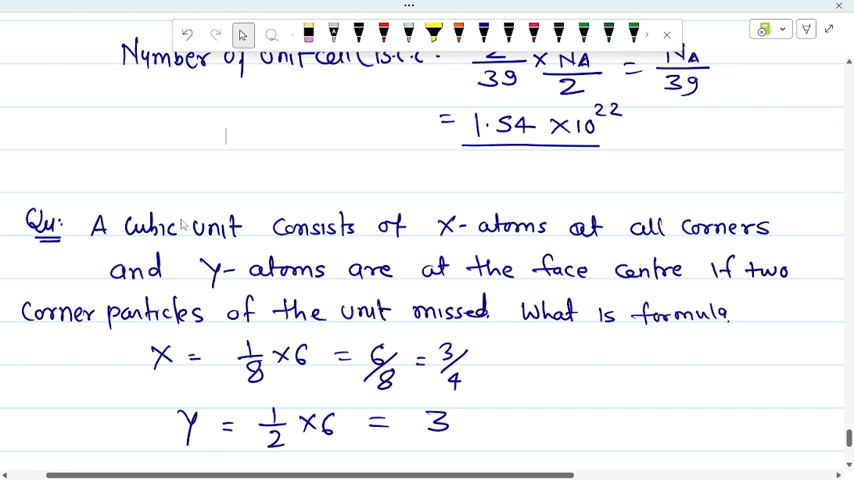 Nymber of unit cell (B.C.C. 2/39 × NA/2 = NA/39
= 1.54 × 10^22
Qu: A cubic unit consists of X-atoms at all corners
and Y-atoms are at the face centre if two
corner particles of the unit missed. What is formula.
X = 1/8 × 6 = 6/8 = 3/4
Y = 1/2 × 6 = 3